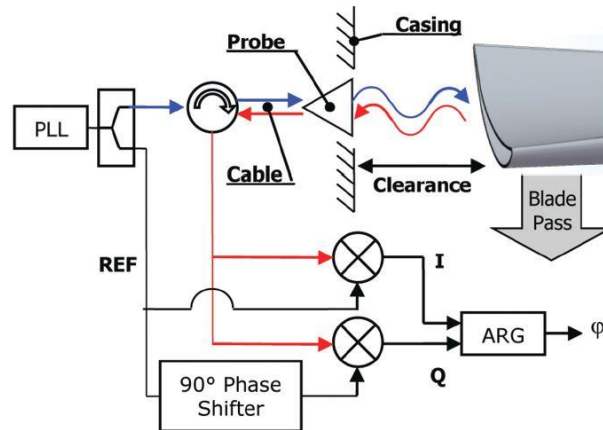 Casing
Probe
PLL
Cable
Clearance
Blade
Pass
REF
I
ARG
φ
Q
90° Phase
Shifter